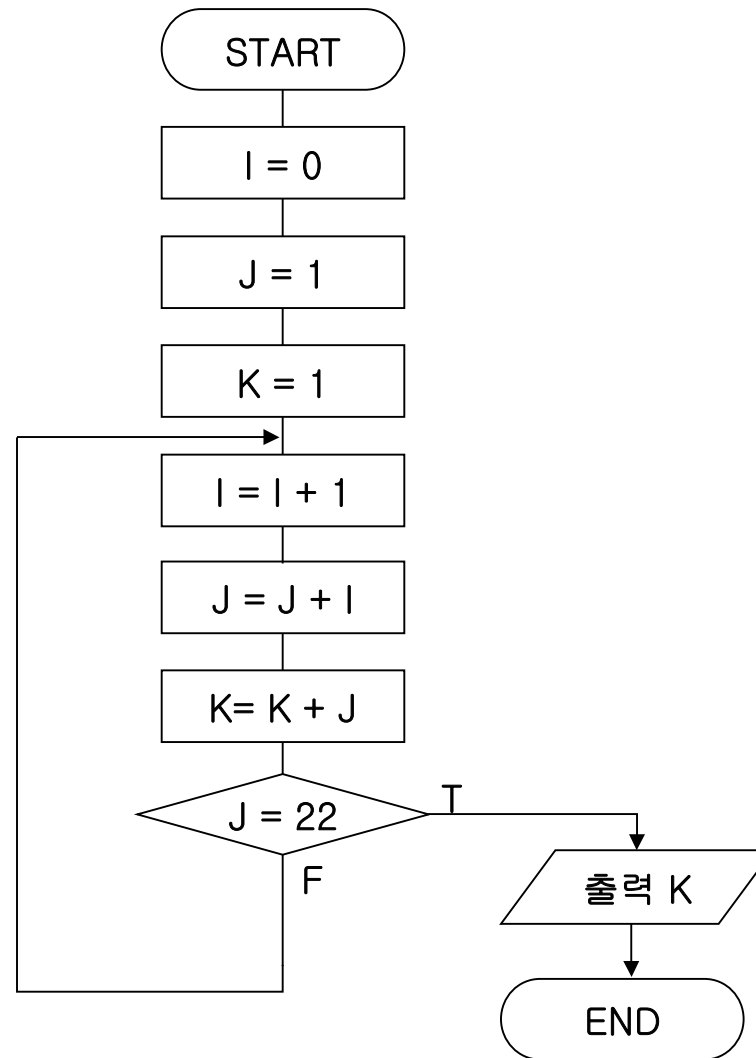 START
I = 0
J = 1
K = 1
I = I + 1
J = J + I
K= K + J
J = 22
T
F
출력 K
END